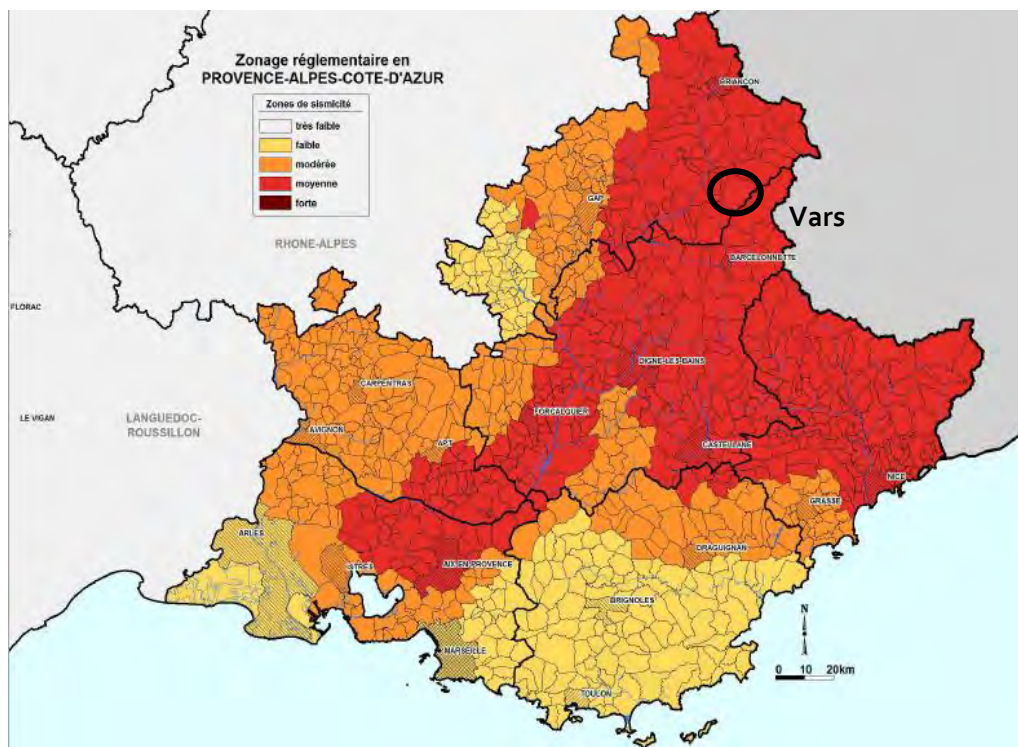 Zonage réglementaire en
PROVENCE-ALPES-COTE-D'AZUR
Zones de sismicité
très faible
faible
modérée
moyenne
forte
BRIANCON
GAP
Vars
RHONE-ALPES
BARCELONNETTE
FLORAC
DIGNE-LES-BAINS
CARPENTRAS
FORCALQUIER
LE VIGAN
LANGUEDOC-
ROUSSILLON
AVIGNON
APT
CASTELLANE
NICE
GRASSE
ARLES
DRAGUIGNAN
ISTRES
AIX-EN-PROVENCE
BRIGNOLES
N
MARSEILLE
0 10 20km
TOULON